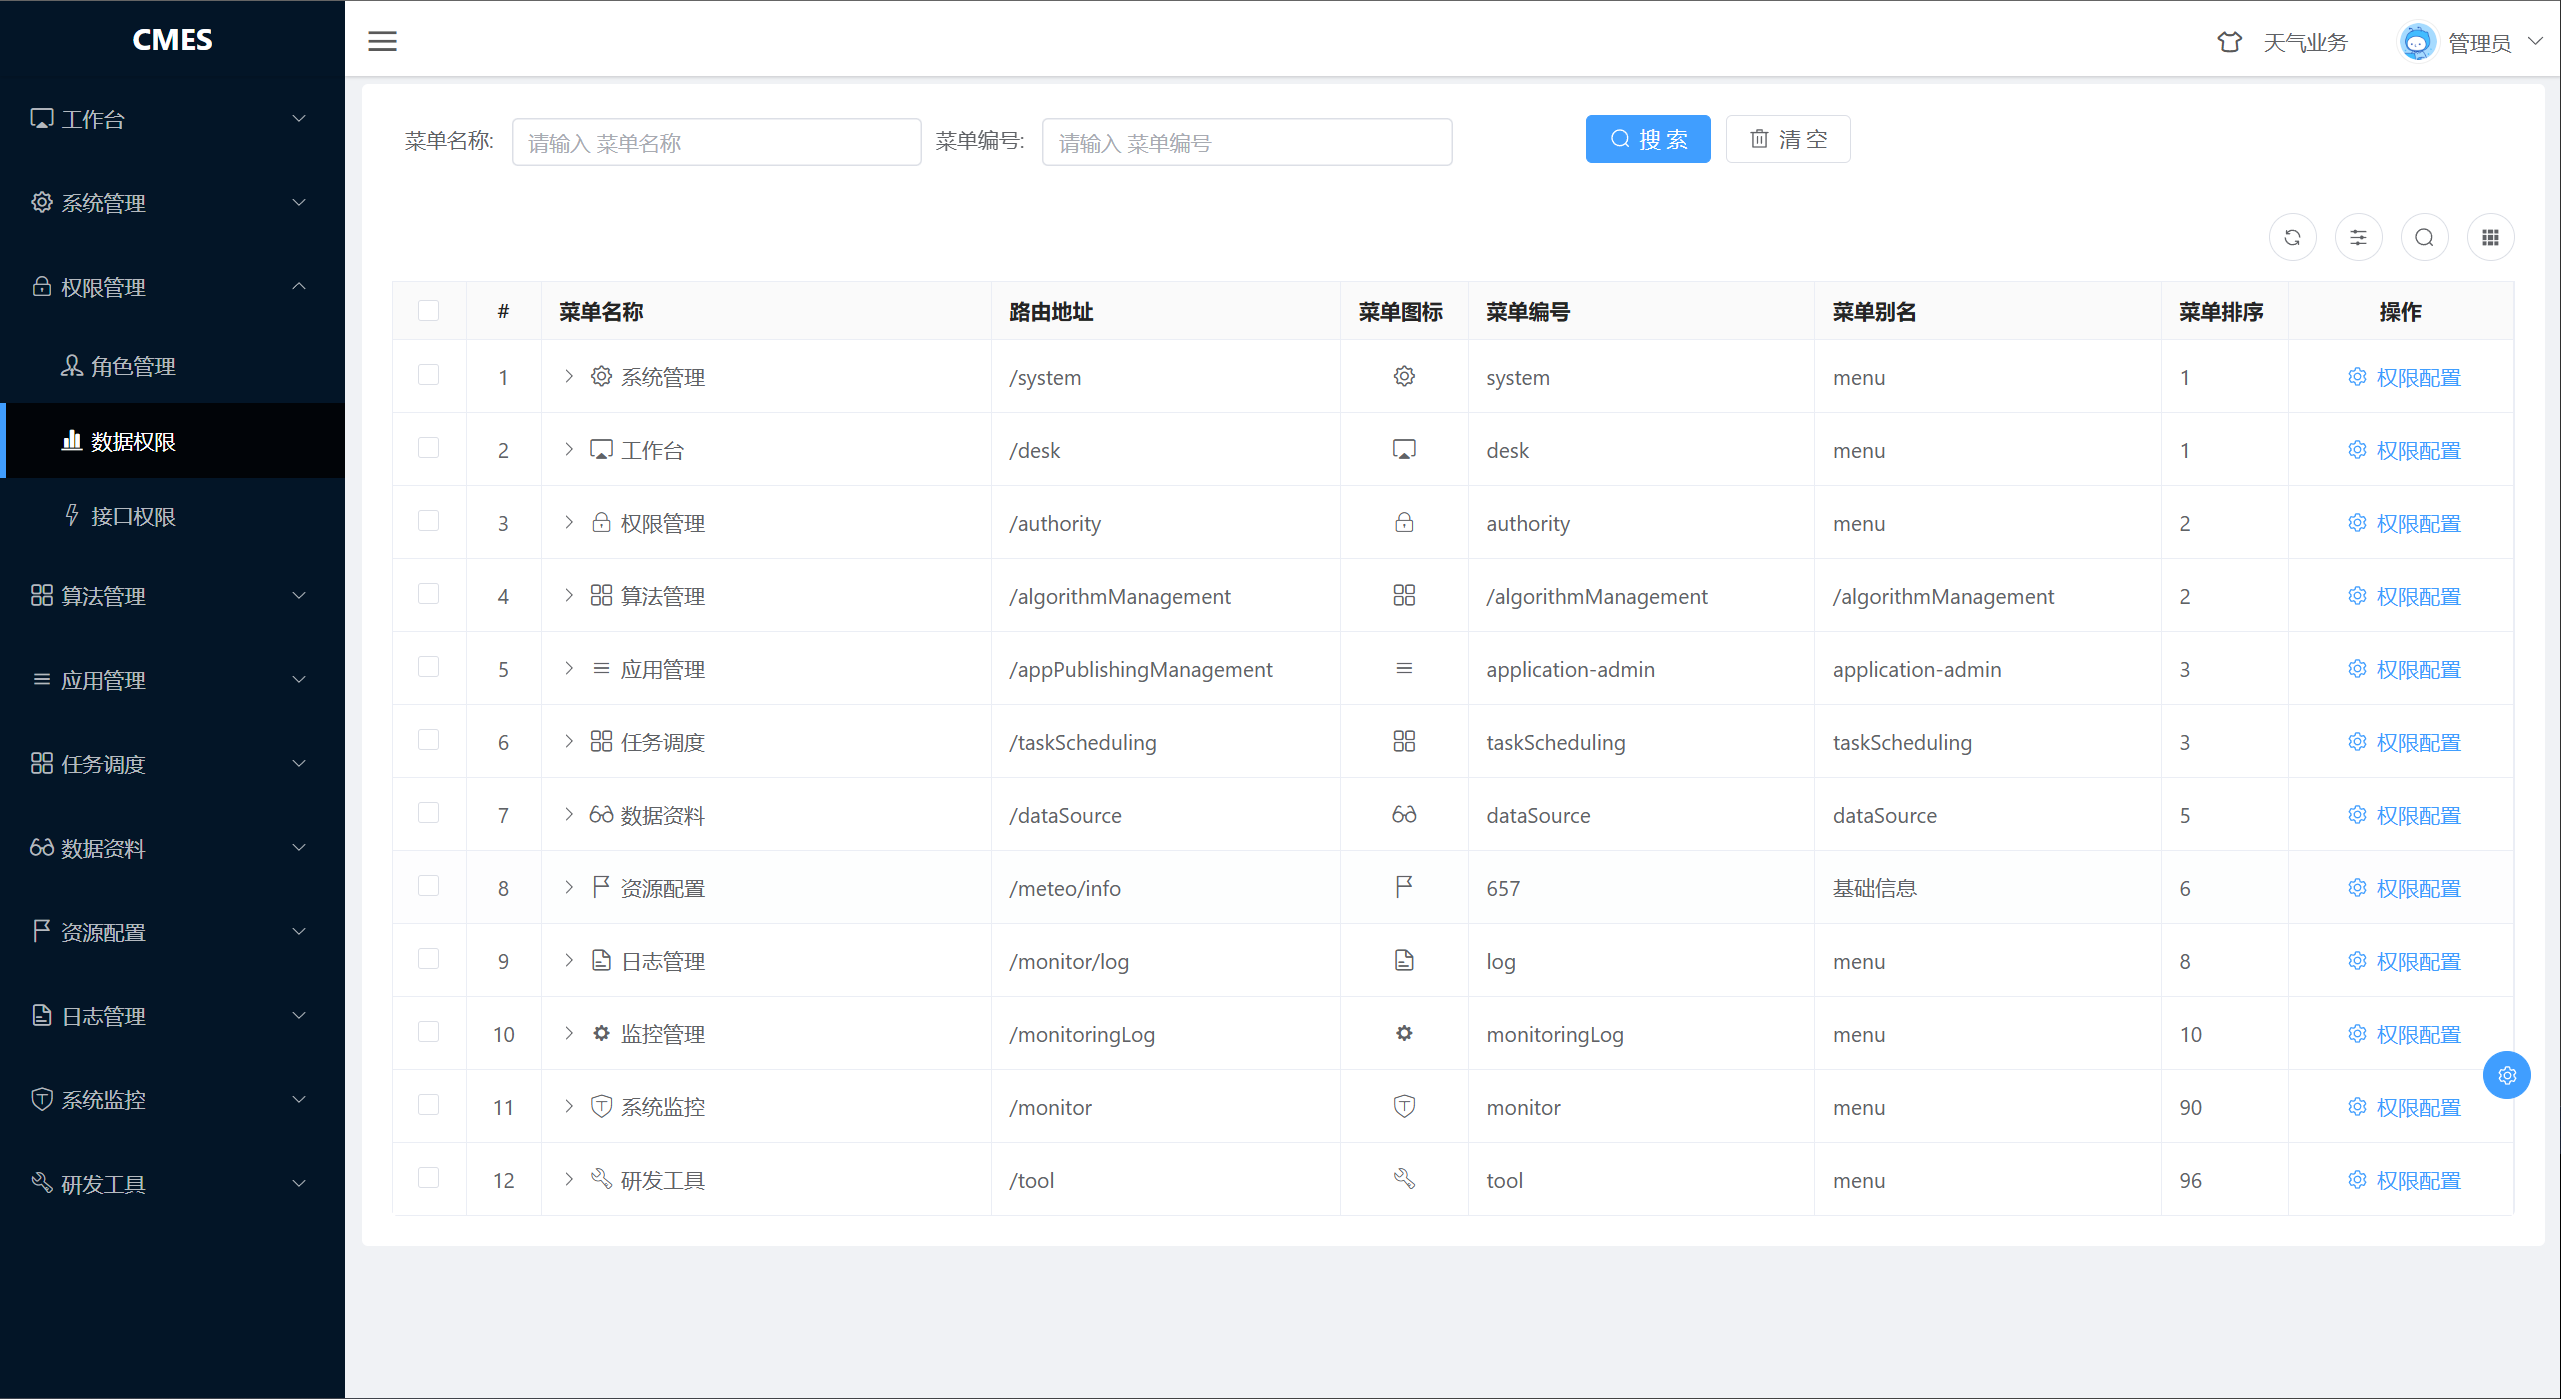 CMES
天气业务
管理员
工作台
系统管理
权限管理
角色管理
数据权限
接口权限
算法管理
应用管理
任务调度
数据资料
资源配置
日志管理
系统监控
研发工具
菜单名称: 请输入 菜单名称 菜单编号: 请输入 菜单编号 搜 索 清 空
# 菜单名称 路由地址 菜单图标 菜单编号 菜单别名 菜单排序 操作
1 系统管理 /system system menu 1 权限配置
2 工作台 /desk desk menu 1 权限配置
3 权限管理 /authority authority menu 2 权限配置
4 算法管理 /algorithmManagement /algorithmManagement /algorithmManagement 2 权限配置
5 应用管理 /appPublishingManagement application-admin application-admin 3 权限配置
6 任务调度 /taskScheduling taskScheduling taskScheduling 3 权限配置
7 数据资料 /dataSource dataSource dataSource 5 权限配置
8 资源配置 /meteo/info 657 基础信息 6 权限配置
9 日志管理 /monitor/log log menu 8 权限配置
10 监控管理 /monitoringLog monitoringLog menu 10 权限配置
11 系统监控 /monitor monitor menu 90 权限配置
12 研发工具 /tool tool menu 96 权限配置